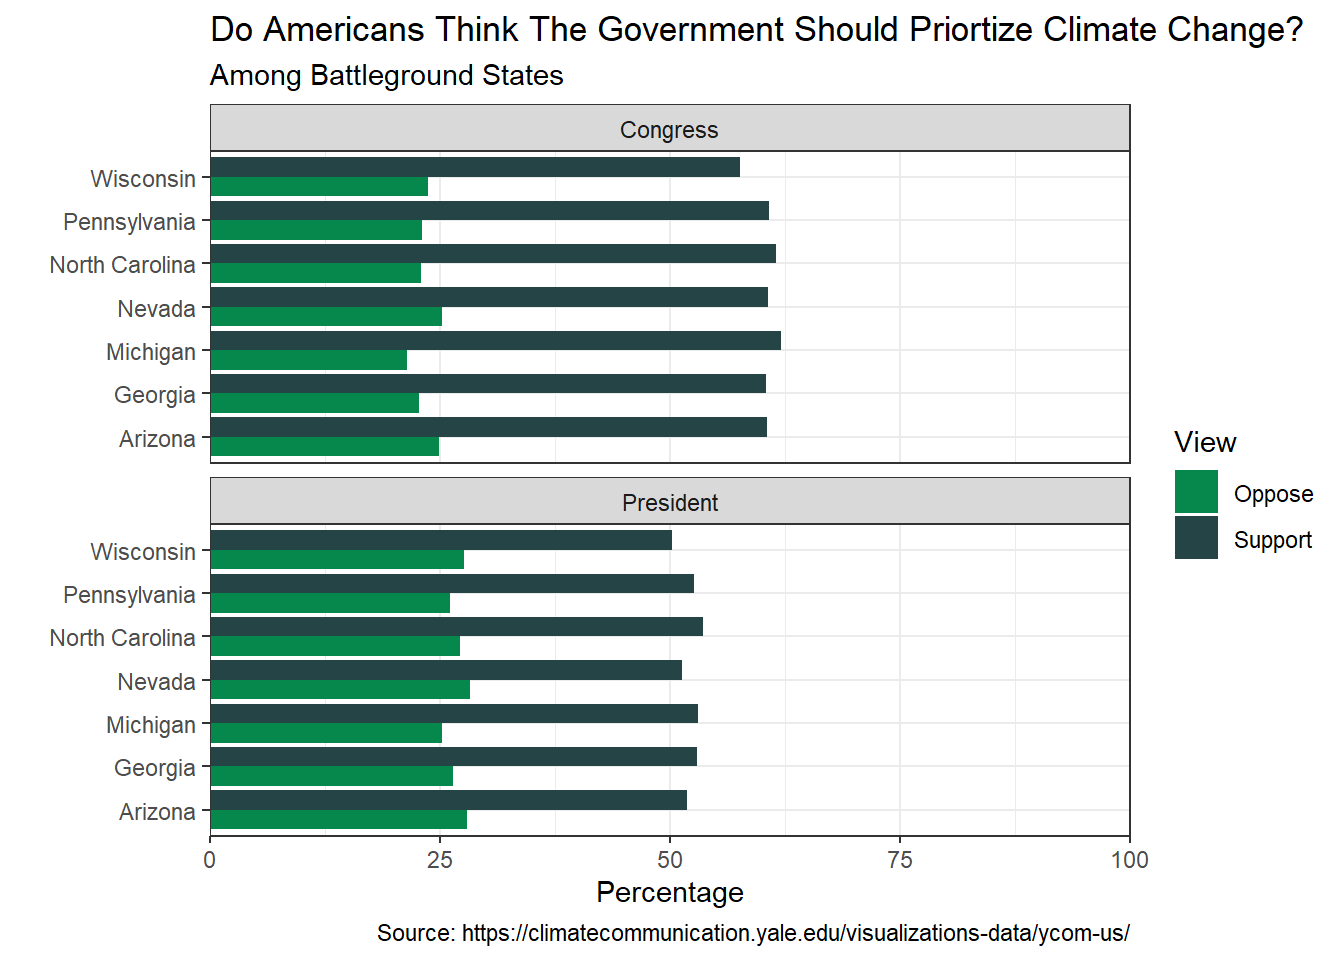 Do Americans Think The Government Should Priortize Climate Change?
Among Battleground States
Congress
Wisconsin
Pennsylvania
North Carolina
Nevada
Michigan
Georgia
Arizona
President
Wisconsin
Pennsylvania
North Carolina
Nevada
Michigan
Georgia
Arizona
0 25 50 75 100
Percentage
Source: https://climatecommunication.yale.edu/visualizations-data/ycom-us/
View
Oppose
Support